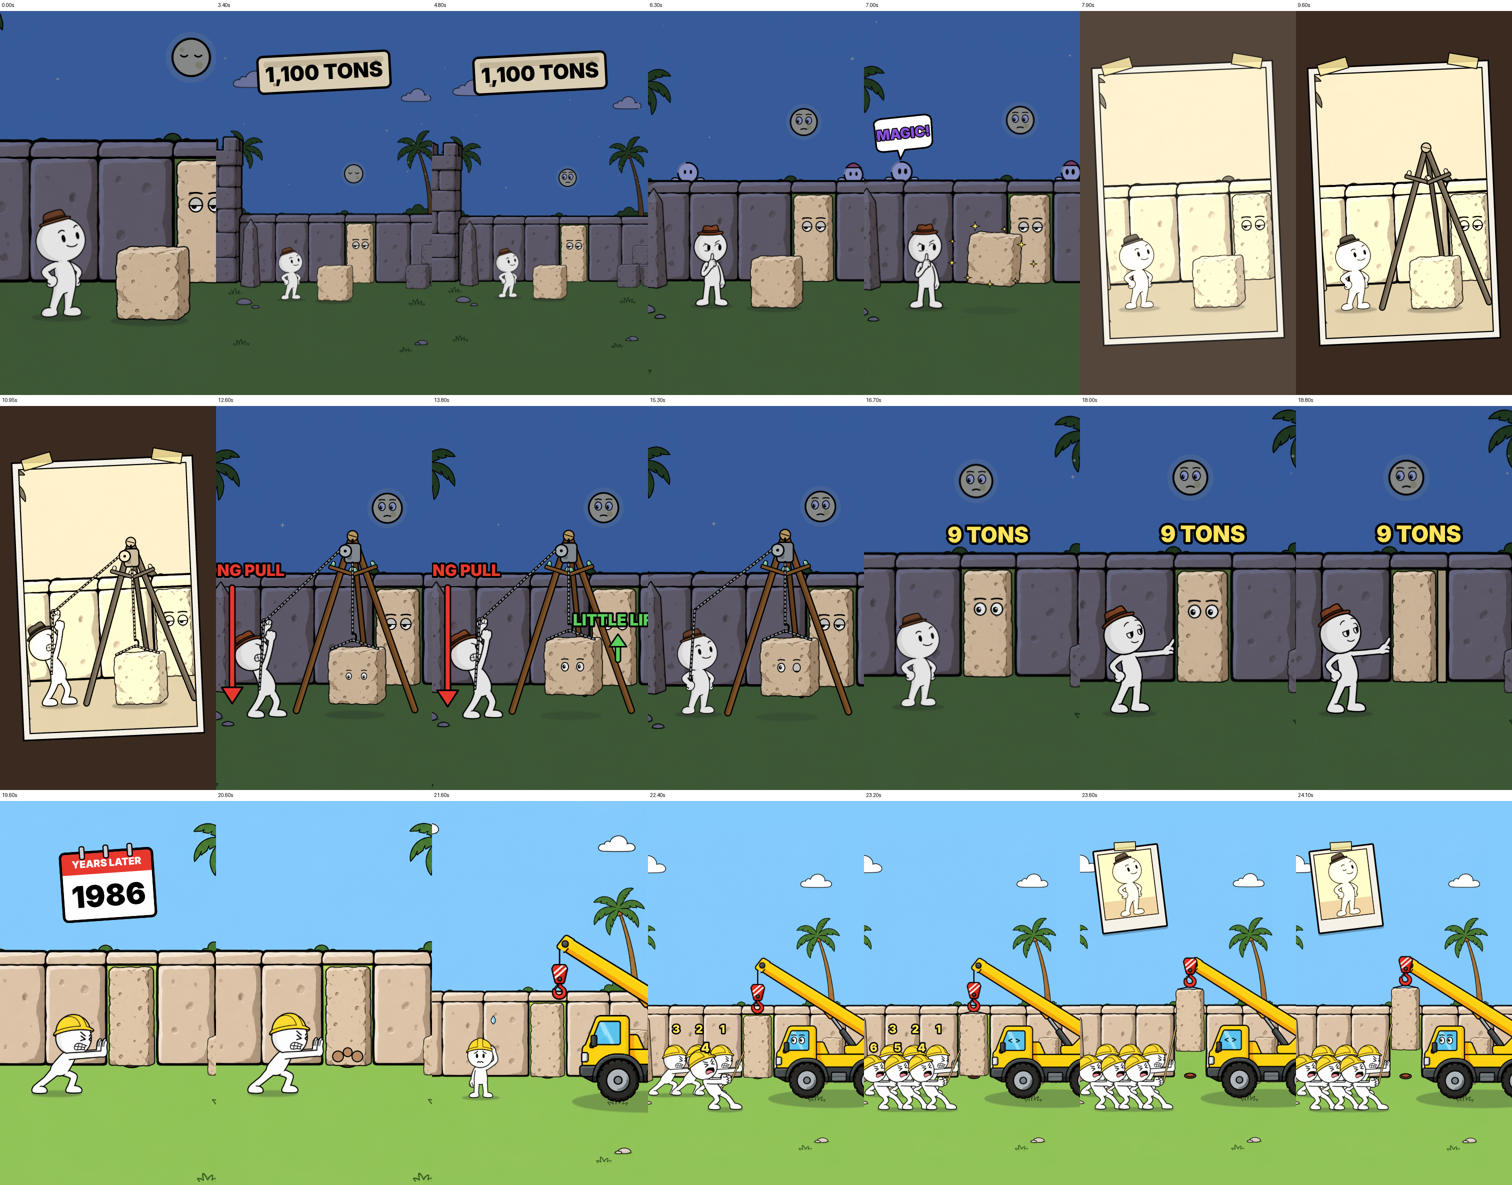 0.00s
3.40s
4.80s
6.30s
7.00s
7.90s
9.60s
1,100 TONS
1,100 TONS
MAGIC!
10.95s
12.60s
13.80s
15.30s
16.70s
18.00s
18.80s
NG PULL
NG PULL
LITTLE LIF
9 TONS
9 TONS
9 TONS
19.60s
20.60s
21.60s
22.40s
23.20s
23.60s
24.10s
YEARS LATER
1986
3 2 1
4
3 2 1
6 5 4